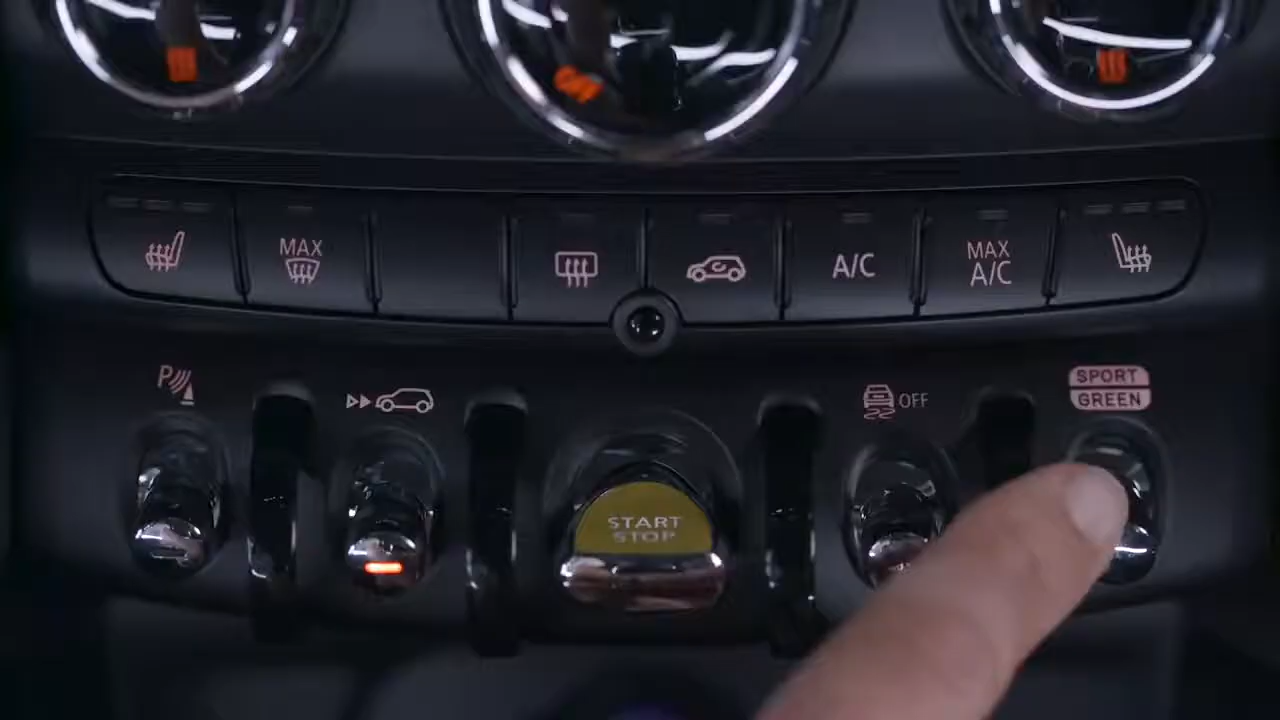 MAX
A/C
MAX
A/C
P
OFF
SPORT
GREEN
START
STOP